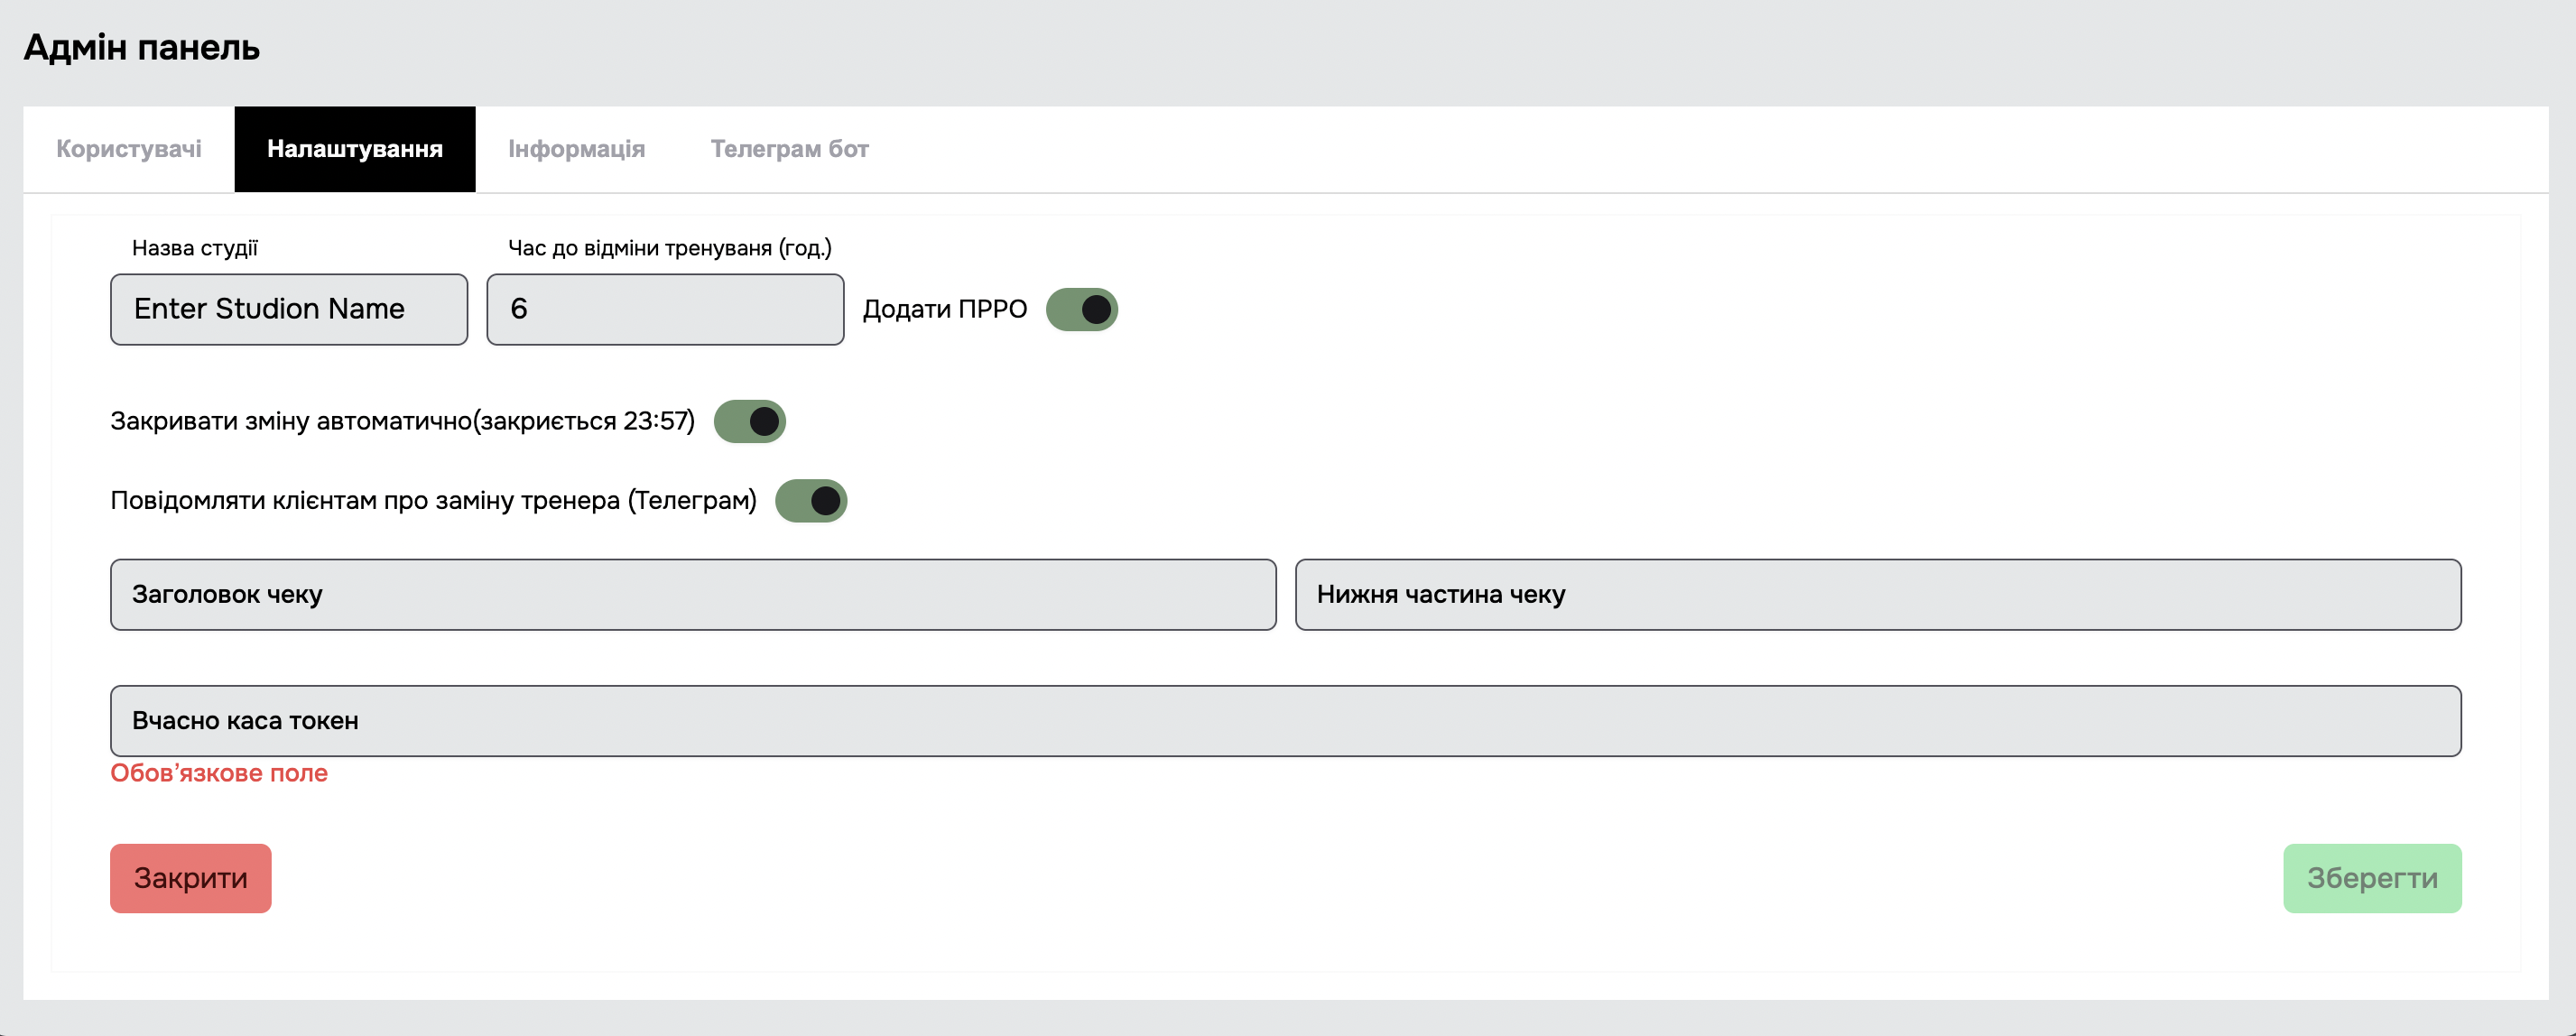 Адмін панель
Користувачі Налаштування Інформація Телеграм бот
Назва студії Час до відміни тренуваня (год.)
Enter Studion Name 6 Додати ПРРО
Закривати зміну автоматично(закриється 23:57)
Повідомляти клієнтам про заміну тренера (Телеграм)
Заголовок чеку Нижня частина чеку
Вчасно каса токен
Обов’язкове поле
Закрити Зберегти